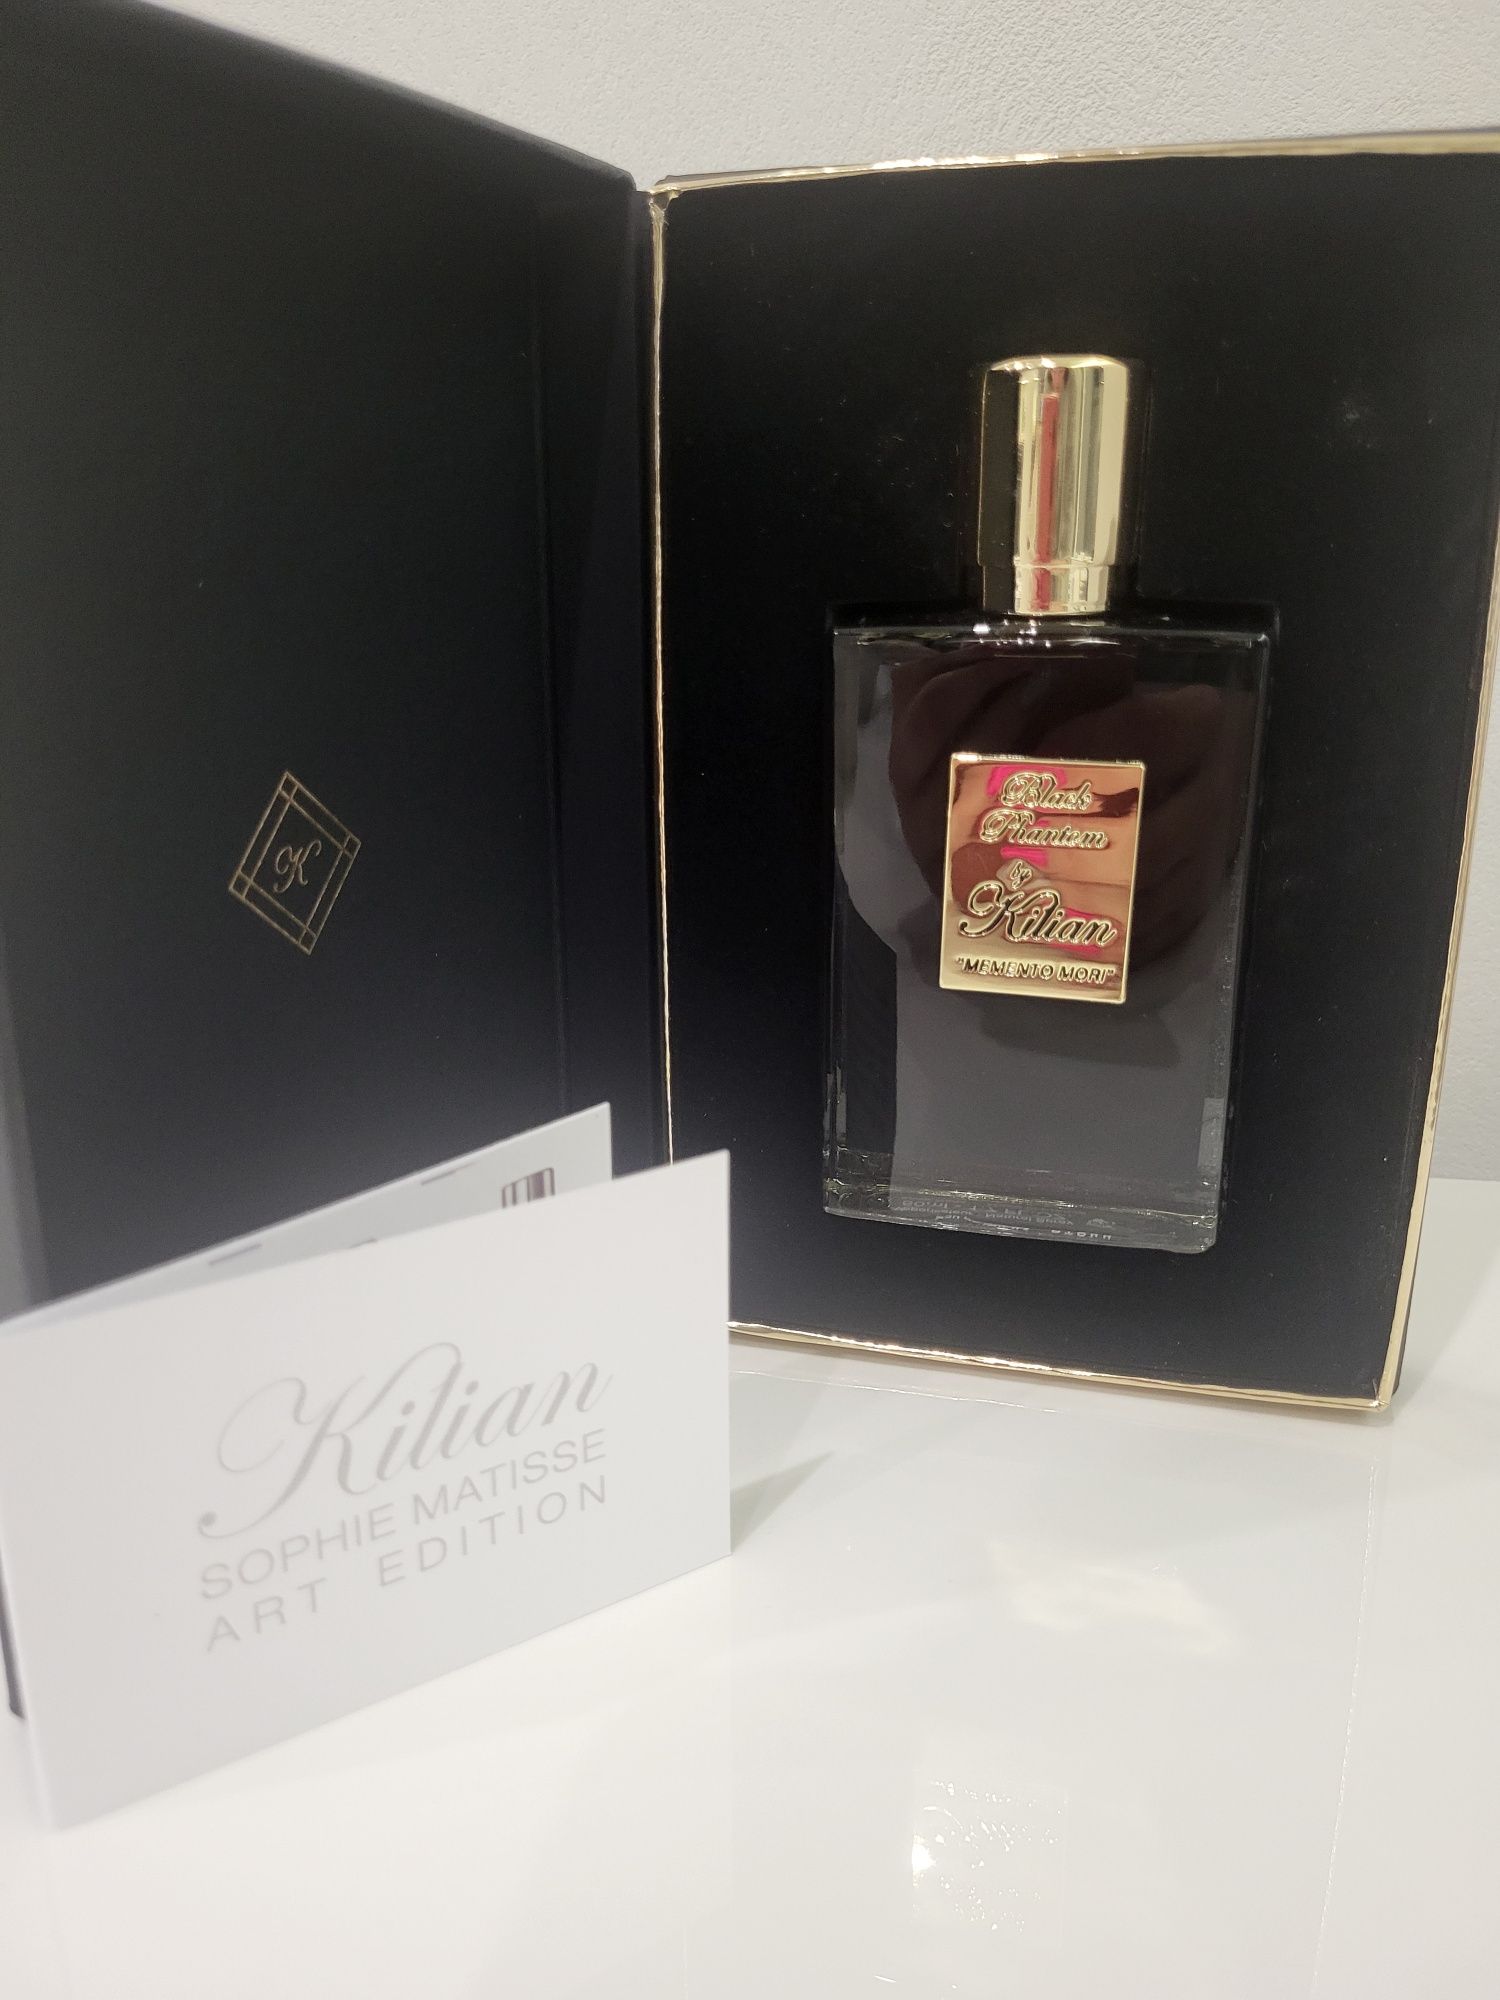 K
Black
Phantom
by
Kilian
"MEMENTO MORI"
Kilian
SOPHIE MATISSE
ART EDITION